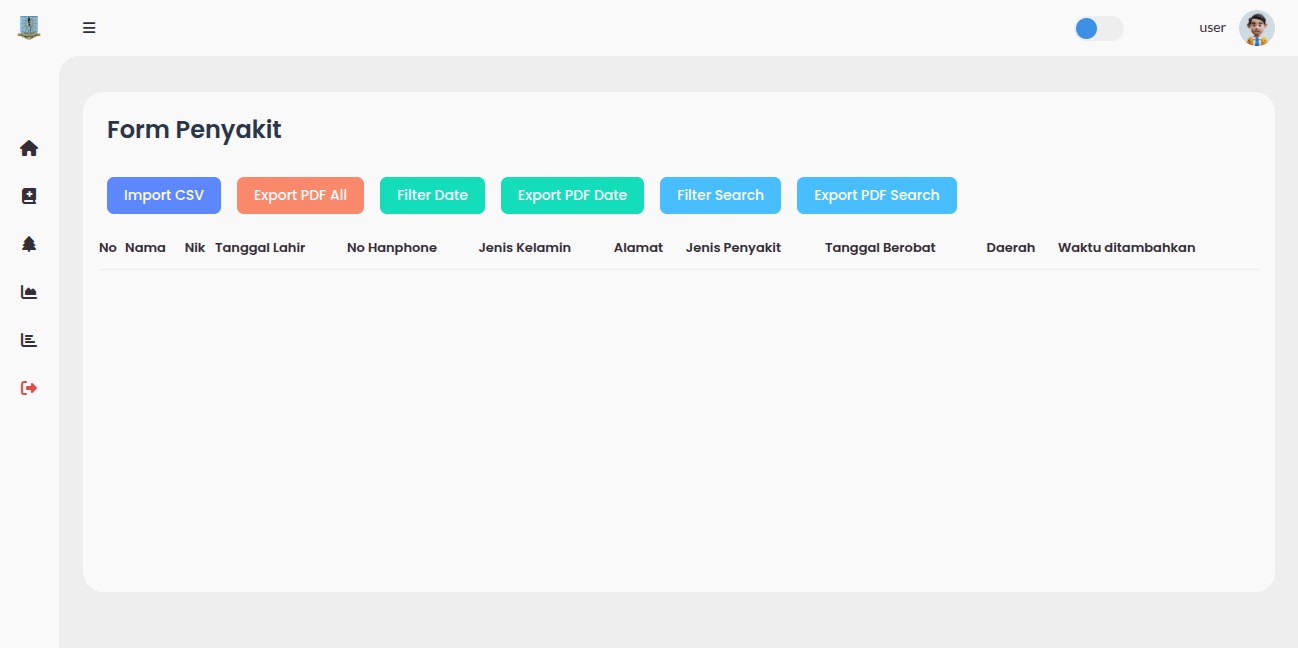 user
Form Penyakit
Import CSV Export PDF All Filter Date Export PDF Date Filter Search Export PDF Search
No Nama Nik Tanggal Lahir No Hanphone Jenis Kelamin Alamat Jenis Penyakit Tanggal Berobat Daerah Waktu ditambahkan